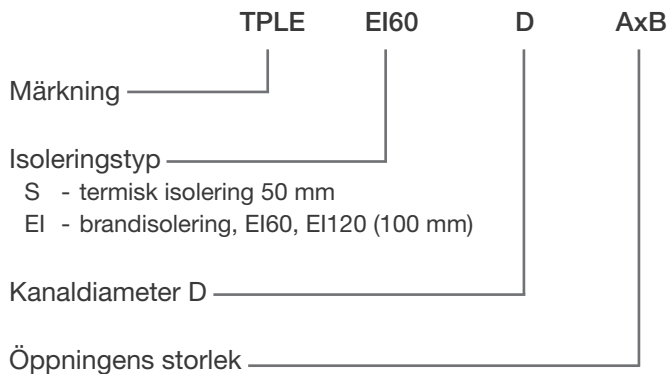 TPLE EI60 D AxB
Märkning
Isoleringstyp
S - termisk isolering 50 mm
EI - brandisolering, EI60, EI120 (100 mm)
Kanaldiameter D
Öppningens storlek